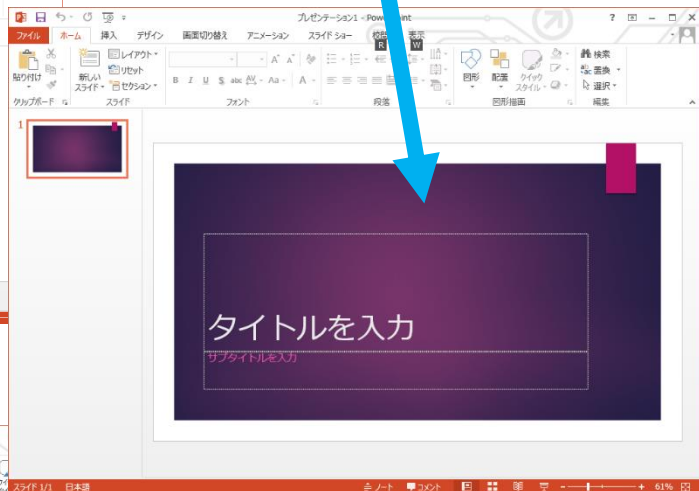 プレゼンテーション1 - PowerPoint
ファイル ホーム 挿入 デザイン 画面切り替え アニメーション スライド ショー 校閲 表示
R W
貼り付け
新しい
スライド
レイアウト
リセット
セクション
B I U S abc AV Aa A
図形
配置
クイック
スタイル
検索
置換
選択
クリップボード スライド フォント 段落 図形描画 編集
1
タイトルを入力
サブタイトルを入力
スライド 1/1 日本語 ノート コメント 61%